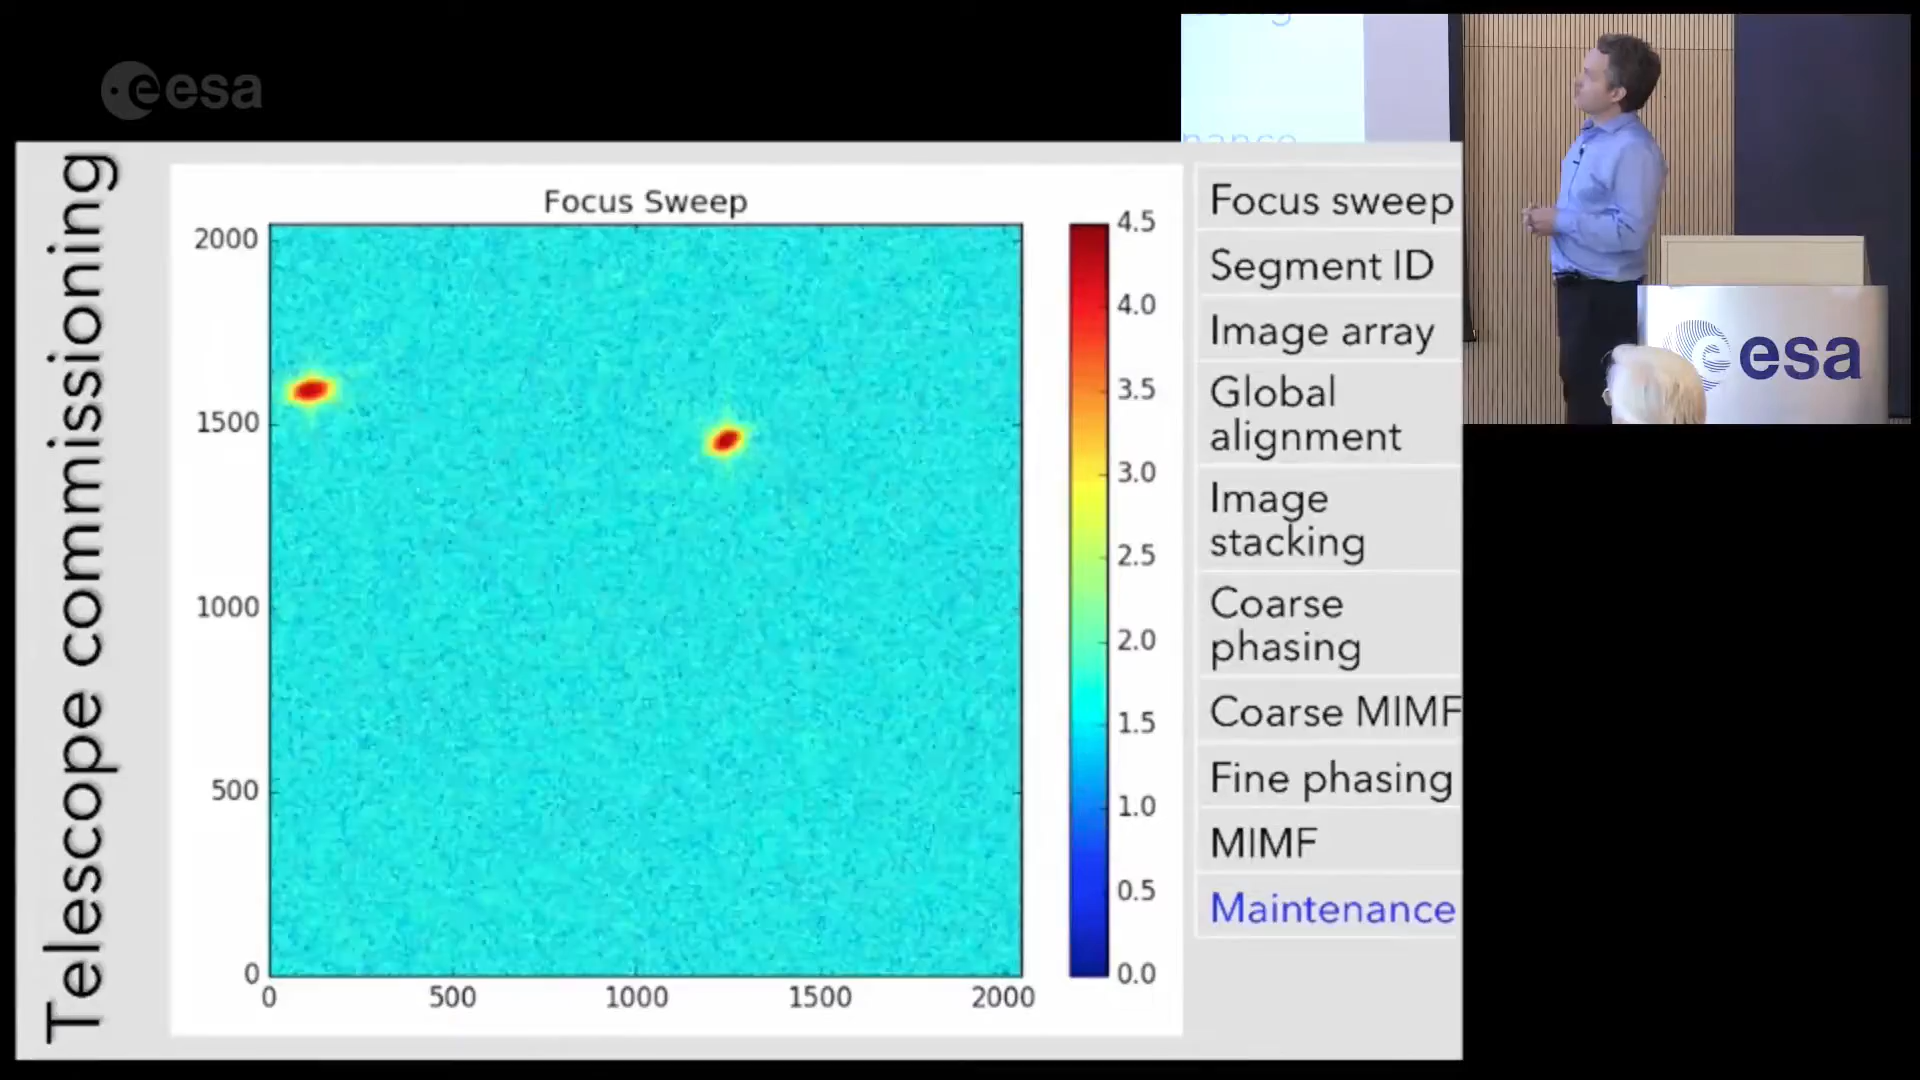 esa
Telescope commissioning
Focus Sweep
2000
1500
1000
500
0
0
500
1000
1500
2000
4.5
4.0
3.5
3.0
2.5
2.0
1.5
1.0
0.5
0.0
Focus sweep
Segment ID
Image array
Global
alignment
Image
stacking
Coarse
phasing
Coarse MIMF
Fine phasing
MIMF
Maintenance
esa